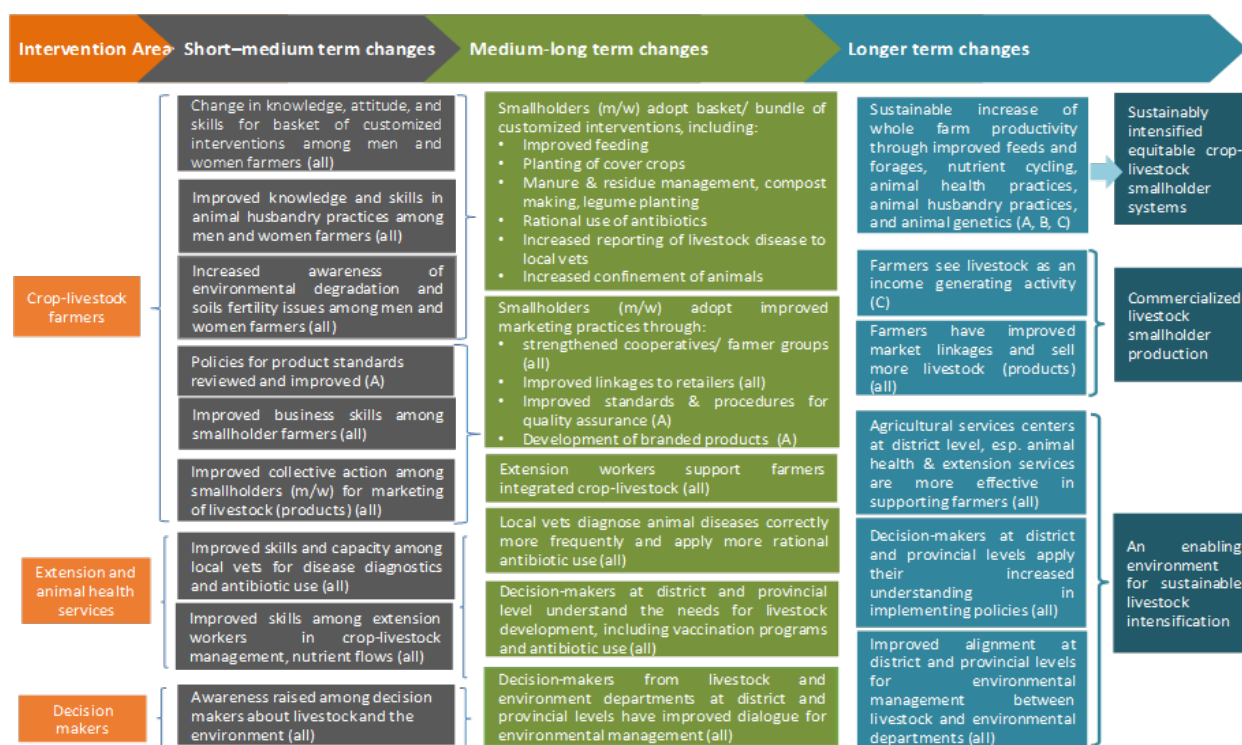 Intervention Area
Short–medium term changes
Medium-long term changes
Longer term changes
Crop-livestock
farmers
Extension and
animal health
services
Decision
makers
Change in knowledge, attitude, and
skills for basket of customized
interventions among men and
women farmers (all)
Improved knowledge and skills in
animal husbandry practices among
men and women farmers (all)
Increased awareness of
environmental degradation and
soils fertility issues among men and
women farmers (all)
Policies for product standards
reviewed and improved (A)
Improved business skills among
smallholder farmers (all)
Improved collective action among
smallholders (m/w) for marketing
of livestock (products) (all)
Improved skills and capacity among
local vets for disease diagnostics
and antibiotic use (all)
Improved skills among extension
workers in crop-livestock
management, nutrient flows (all)
Awareness raised among decision
makers about livestock and the
environment (all)
Smallholders (m/w) adopt basket/ bundle of
customized interventions, including:
• Improved feeding
• Planting of cover crops
• Manure & residue management, compost
making, legume planting
• Rational use of antibiotics
• Increased reporting of livestock disease to
local vets
• Increased confinement of animals
Smallholders (m/w) adopt improved
marketing practices through:
• strengthened cooperatives/ farmer groups
(all)
• Improved linkages to retailers (all)
• Improved standards & procedures for
quality assurance (A)
• Development of branded products (A)
Extension workers support farmers
integrated crop-livestock (all)
Local vets diagnose animal diseases correctly
more frequently and apply more rational
antibiotic use (all)
Decision-makers at district and provincial
level understand the needs for livestock
development, including vaccination programs
and antibiotic use (all)
Decision-makers from livestock and
environment departments at district and
provincial levels have improved dialogue for
environmental management (all)
Sustainable increase of
whole farm productivity
through improved feeds and
forages, nutrient cycling,
animal health practices,
animal husbandry practices,
and animal genetics (A, B, C)
Farmers see livestock as an
income generating activity
(C)
Farmers have improved
market linkages and sell
more livestock (products)
(all)
Agricultural services centers
at district level, esp. animal
health & extension services
are more effective in
supporting farmers (all)
Decision-makers at district
and provincial levels apply
their increased
understanding in
implementing policies (all)
Improved alignment at
district and provincial levels
for environmental
management between
livestock and environmental
departments (all)
Sustainably
intensified
equitable crop-
livestock
smallholder
systems
Commercialized
livestock
smallholder
production
An enabling
environment
for sustainable
livestock
intensification